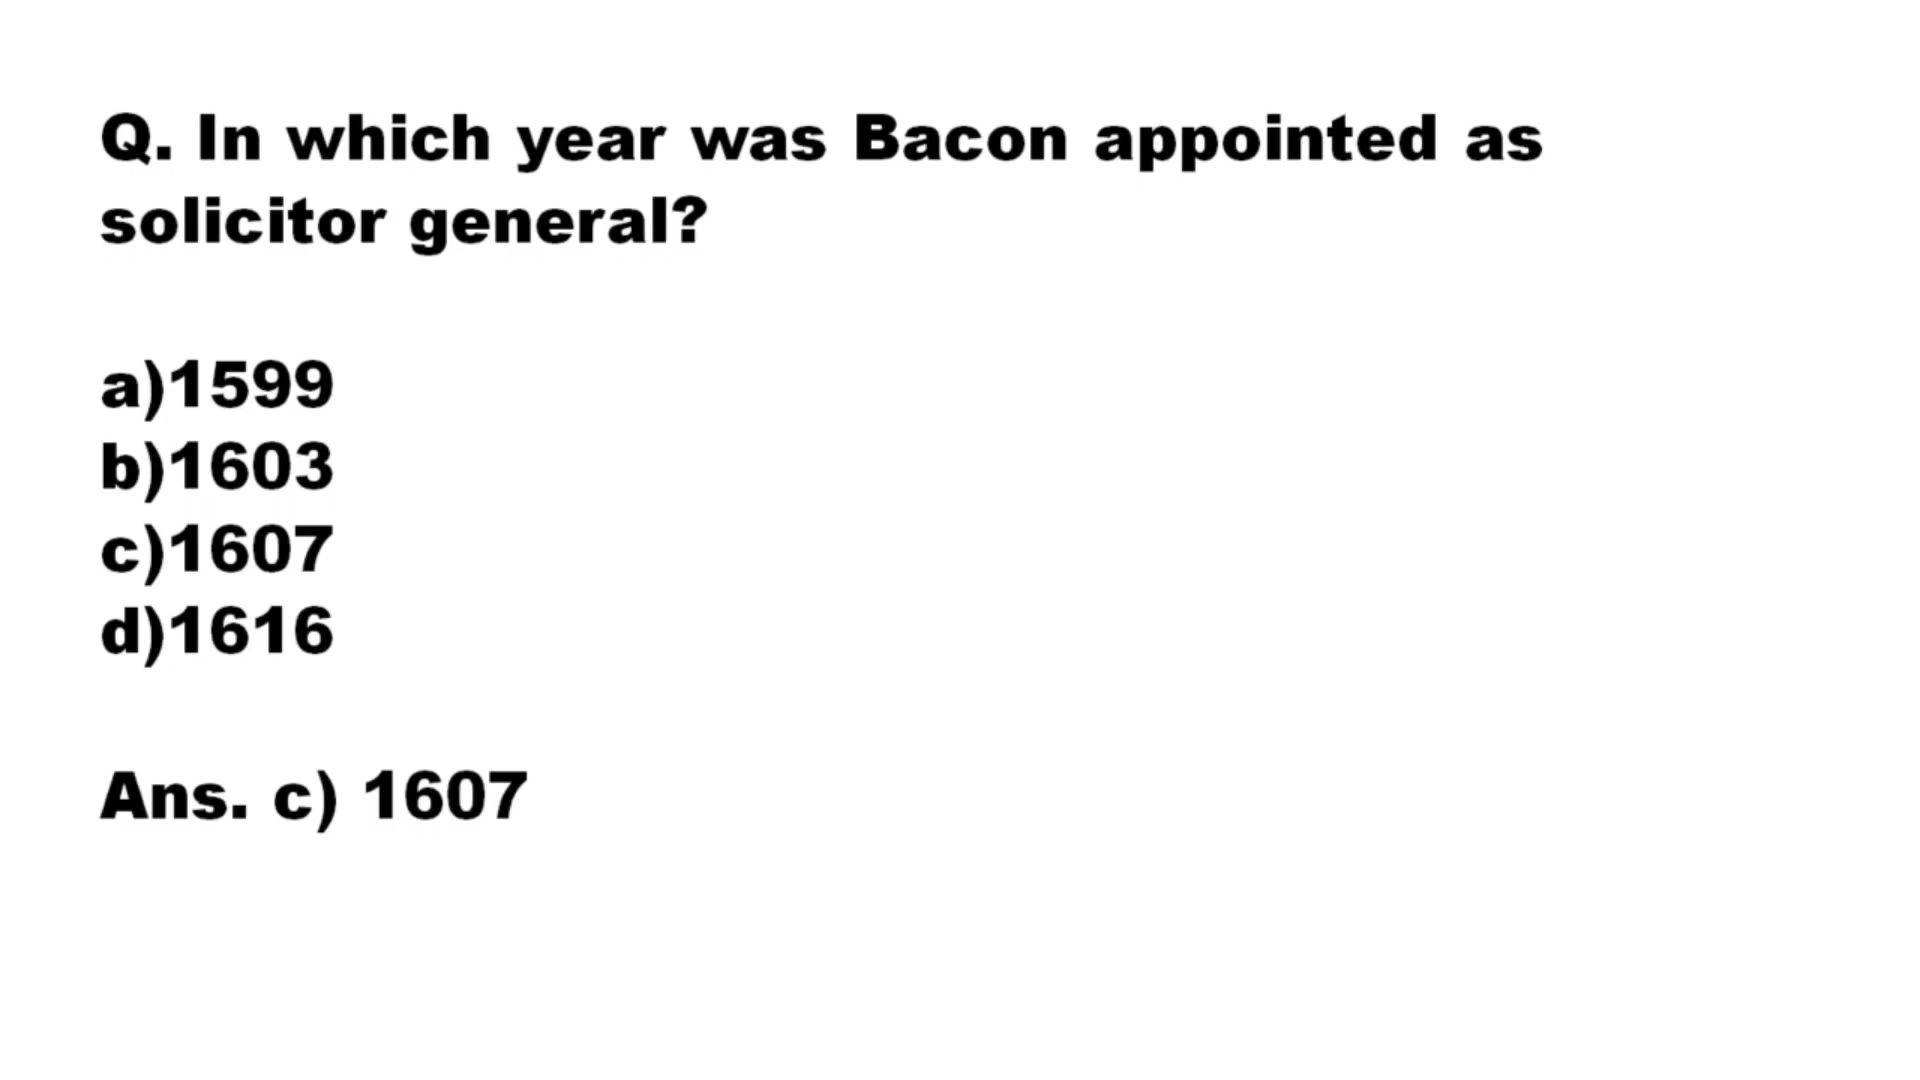 Q. In which year was Bacon appointed as
solicitor general?
a)1599
b)1603
c)1607
d)1616
Ans. c) 1607